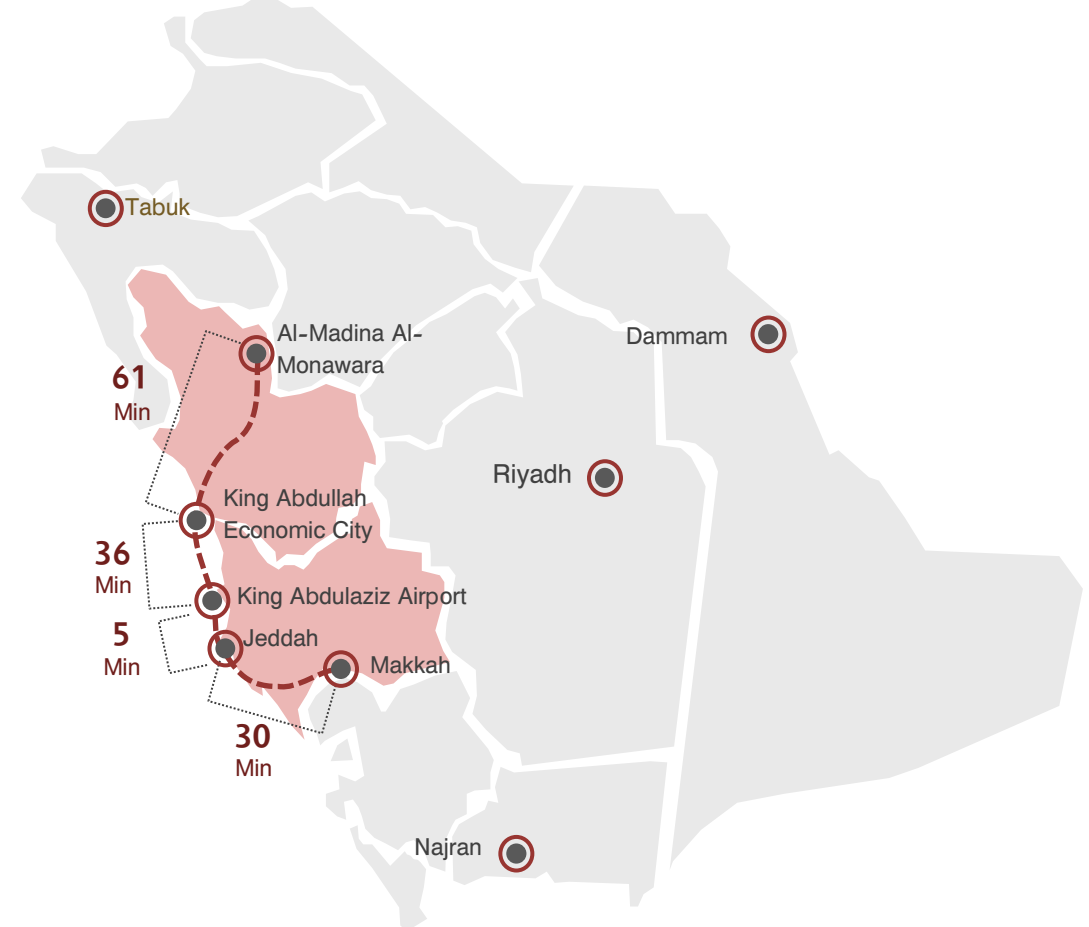 Tabuk
Al-Madina Al-
Monawara
Dammam
61
Min
Riyadh
King Abdullah
Economic City
36
Min
King Abdulaziz Airport
5
Min
Jeddah
Makkah
30
Min
Najran